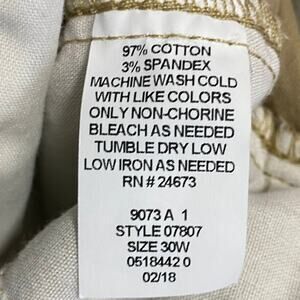 97% COTTON
3% SPANDEX
MACHINE WASH COLD
WITH LIKE COLORS
ONLY NON-CHORINE
BLEACH AS NEEDED
TUMBLE DRY LOW
LOW IRON AS NEEDED
RN # 24673
9073 A 1
STYLE 07807
SIZE 30W
0518442 0
02/18